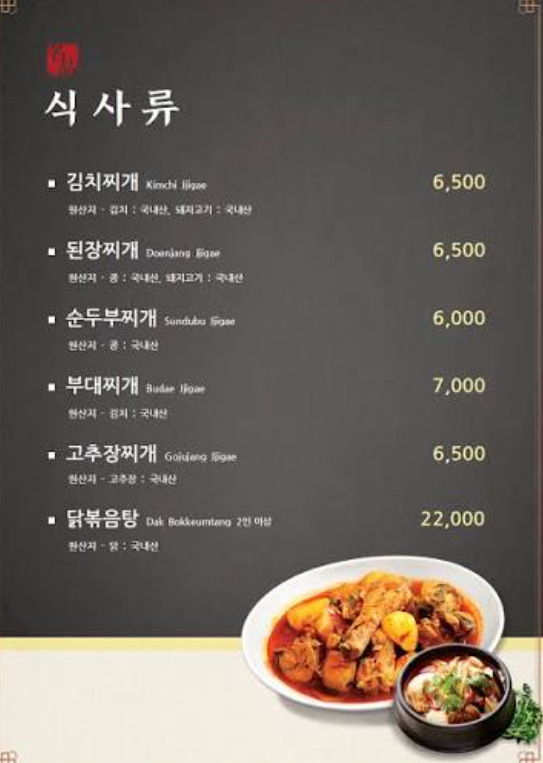 식사류
▪ 김치찌개 Kimchi Jjigae 6,500
원산지 - 김치 : 국내산, 돼지고기 : 국내산
▪ 된장찌개 Doenjang Jjigae 6,500
원산지 - 콩 : 국내산, 돼지고기 : 국내산
▪ 순두부찌개 Sundubu Jjigae 6,000
원산지 - 콩 : 국내산
▪ 부대찌개 Budae Jjigae 7,000
원산지 - 김치 : 국내산
▪ 고추장찌개 Gojujang Jjigae 6,500
원산지 - 고추장 : 국내산
▪ 닭볶음탕 Dak Bokkeumtang 2인 이상 22,000
원산지 - 닭 : 국내산